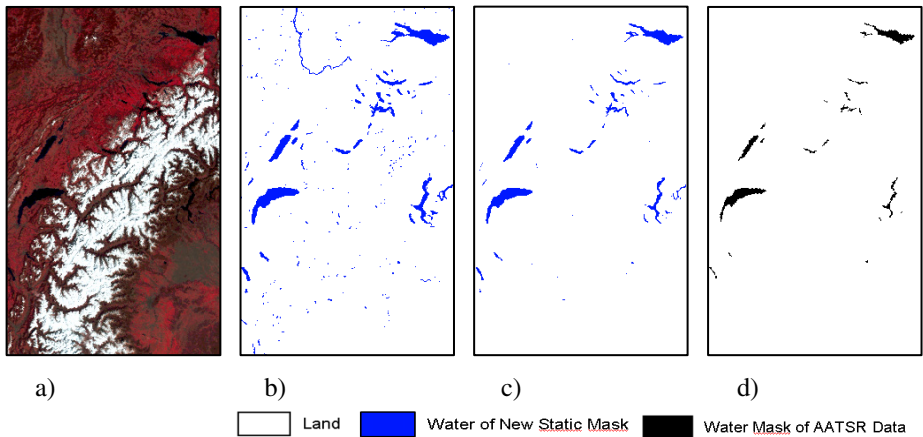 a) b) c) d)
Land Water of New Static Mask Water Mask of AATSR Data